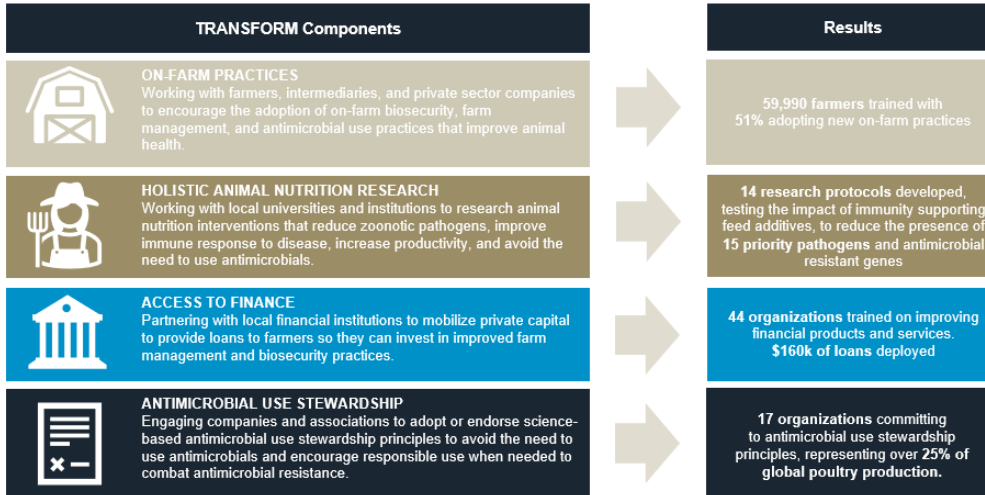 TRANSFORM Components
Results
ON-FARM PRACTICES
Working with farmers, intermediaries, and private sector companies
to encourage the adoption of on-farm biosecurity, farm
management, and antimicrobial use practices that improve animal
health.
59,990 farmers trained with
51% adopting new on-farm practices
HOLISTIC ANIMAL NUTRITION RESEARCH
Working with local universities and institutions to research animal
nutrition interventions that reduce zoonotic pathogens, improve
immune response to disease, increase productivity, and avoid the
need to use antimicrobials.
14 research protocols developed,
testing the impact of immunity supporting
feed additives, to reduce the presence of
15 priority pathogens and antimicrobial
resistant genes
ACCESS TO FINANCE
Partnering with local financial institutions to mobilize private capital
to provide loans to farmers so they can invest in improved farm
management and biosecurity practices.
44 organizations trained on improving
financial products and services.
$160k of loans deployed
ANTIMICROBIAL USE STEWARDSHIP
Engaging companies and associations to adopt or endorse science-
based antimicrobial use stewardship principles to avoid the need to
use antimicrobials and encourage responsible use when needed to
combat antimicrobial resistance.
17 organizations committing
to antimicrobial use stewardship
principles, representing over 25% of
global poultry production.